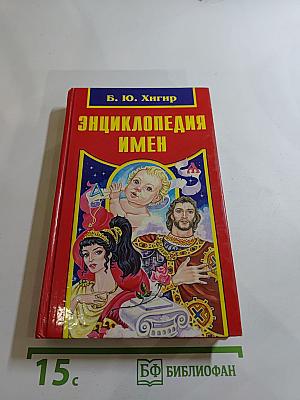 Б. Ю. Хигир
ЭНЦИКЛОПЕДИЯ
ИМЕН
15с
БФ БИБЛИОФАН